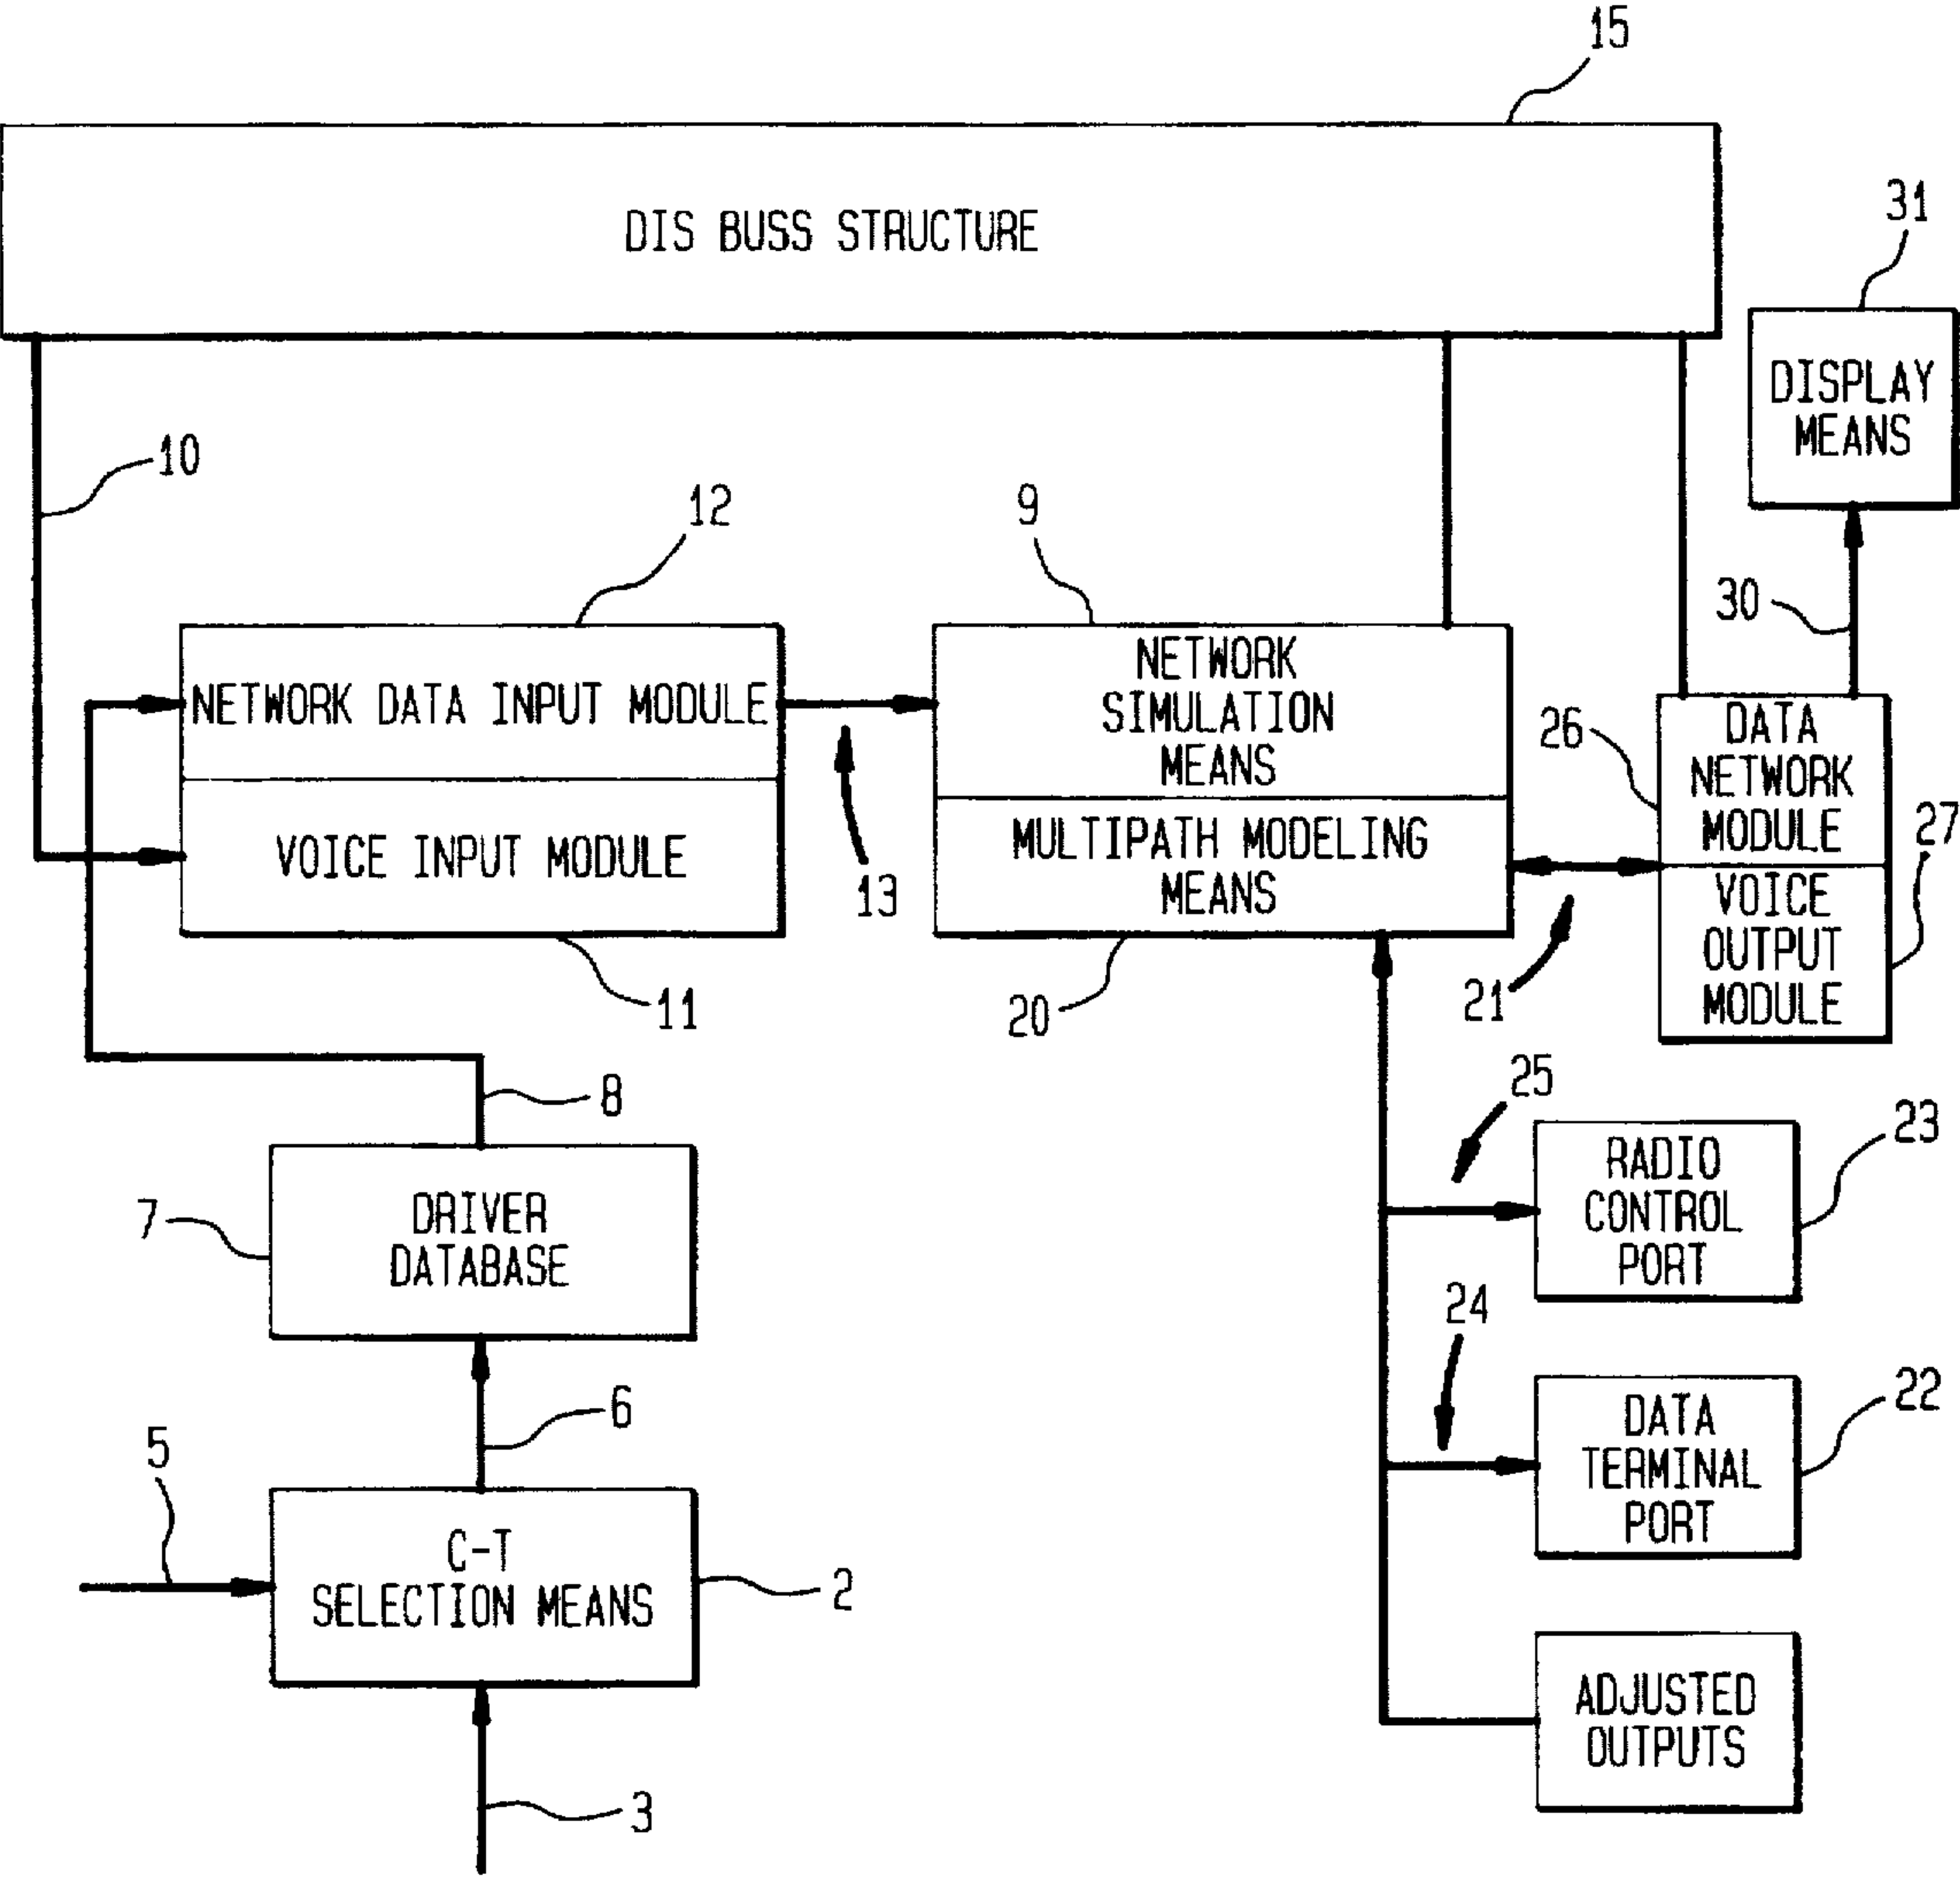 15
DIS BUSS STRUCTURE
31
DISPLAY
MEANS
10
12
9
30
NETWORK DATA INPUT MODULE
VOICE INPUT MODULE
13
11
NETWORK
SIMULATION
MEANS
MULTIPATH MODELING
MEANS
20
26
DATA
NETWORK
MODULE
27
VOICE
OUTPUT
MODULE
21
8
25
7
DRIVER
DATABASE
RADIO
CONTROL
PORT
23
24
6
5
C-T
SELECTION MEANS
2
DATA
TERMINAL
PORT
22
3
ADJUSTED
OUTPUTS